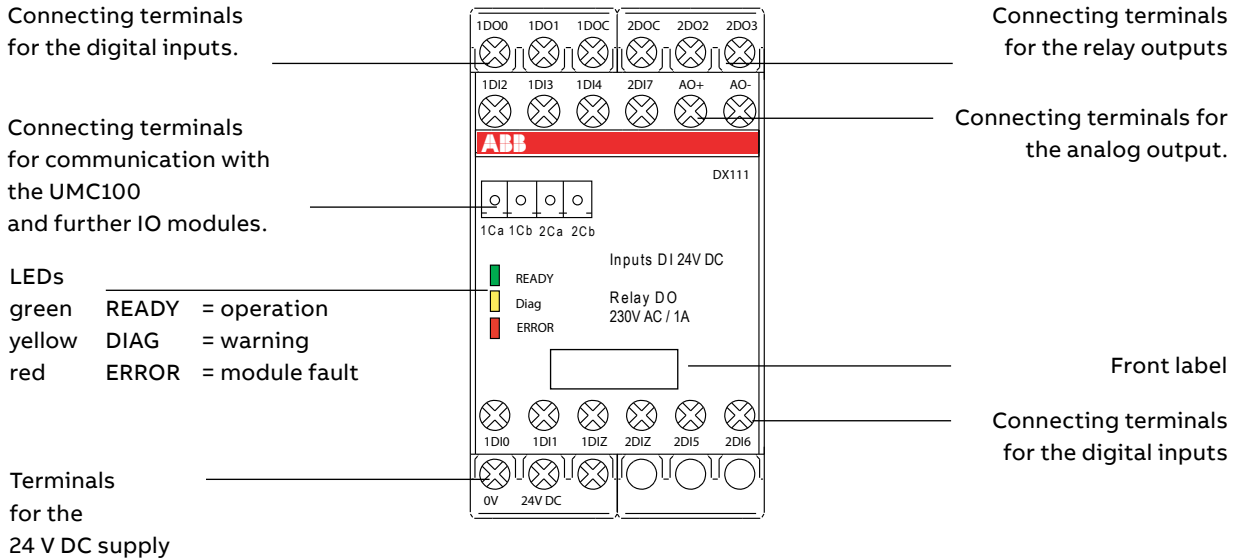 Connecting terminals
for the digital inputs.
Connecting terminals
for communication with
the UMC100
and further IO modules.
LEDs
green READY = operation
yellow DIAG = warning
red ERROR = module fault
Terminals
for the
24 V DC supply
1DO0 1DO1 1DOC 2DOC 2DO2 2DO3
1DI2 1DI3 1DI4 2DI7 AO+ AO-
ABB
DX111
1Ca 1Cb 2Ca 2Cb
Inputs DI 24V DC
READY
Diag
ERROR
Relay DO
230V AC / 1A
1DI0 1DI1 1DIZ 2DIZ 2DI5 2DI6
0V 24V DC
Connecting terminals
for the relay outputs
Connecting terminals for
the analog output.
Front label
Connecting terminals
for the digital inputs